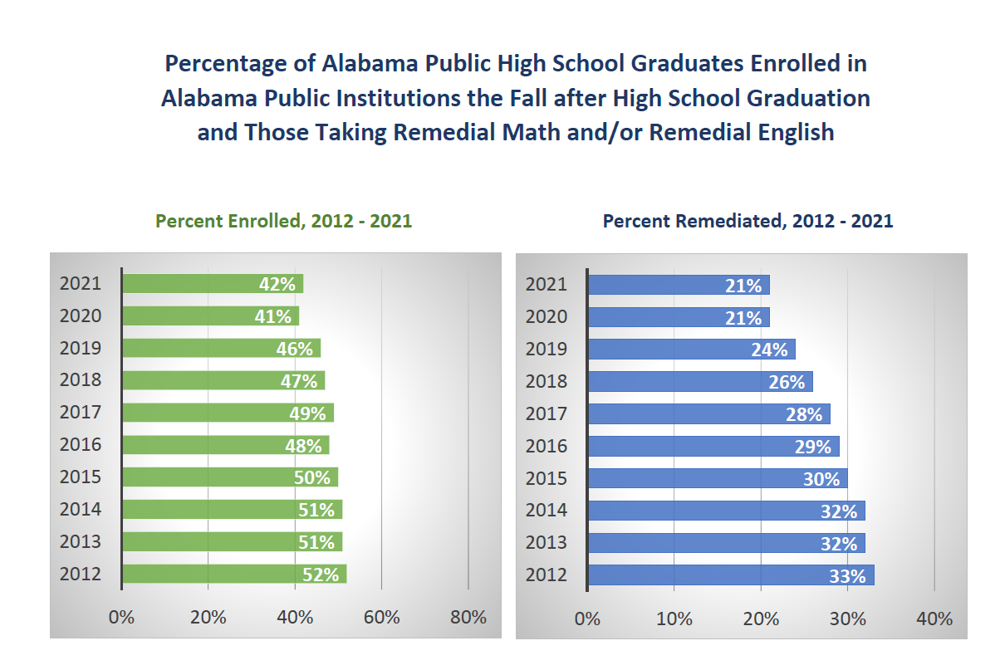 Percentage of Alabama Public High School Graduates Enrolled in
Alabama Public Institutions the Fall after High School Graduation
and Those Taking Remedial Math and/or Remedial English
Percent Enrolled, 2012 - 2021
2021 42%
2020 41%
2019 46%
2018 47%
2017 49%
2016 48%
2015 50%
2014 51%
2013 51%
2012 52%
0% 20% 40% 60% 80%
Percent Remediated, 2012 - 2021
2021 21%
2020 21%
2019 24%
2018 26%
2017 28%
2016 29%
2015 30%
2014 32%
2013 32%
2012 33%
0% 10% 20% 30% 40%